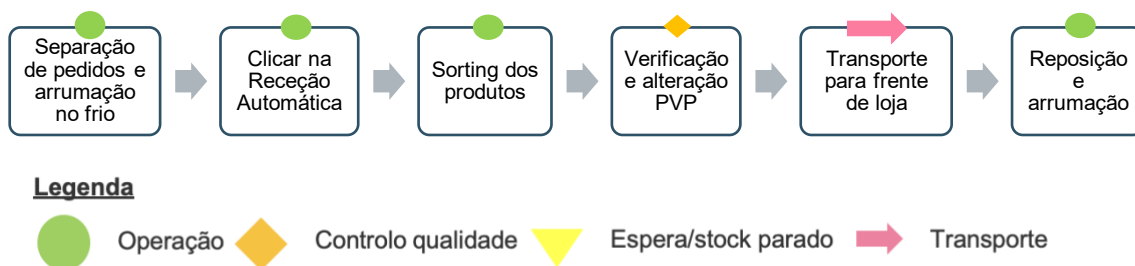 Separação
de pedidos e
arrumação
no frio
Clicar na
Receção
Automática
Sorting dos
produtos
Verificação
e alteração
PVP
Transporte
para frente
de loja
Reposição
e
arrumação
Legenda
Operação
Controlo qualidade
Espera/stock parado
Transporte